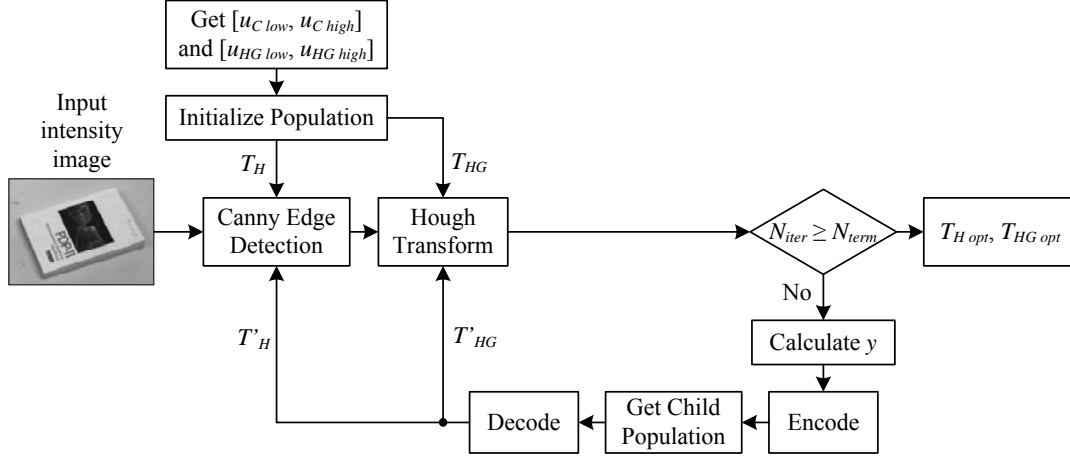 Get [u_C low, u_C high]
and [u_HG low, u_HG high]
Input
intensity
image
Initialize Population
T_H
T_HG
Canny Edge
Detection
Hough
Transform
N_iter ≥ N_term
T_H opt, T_HG opt
No
T'_H
T'_HG
Calculate y
Decode
Get Child
Population
Encode